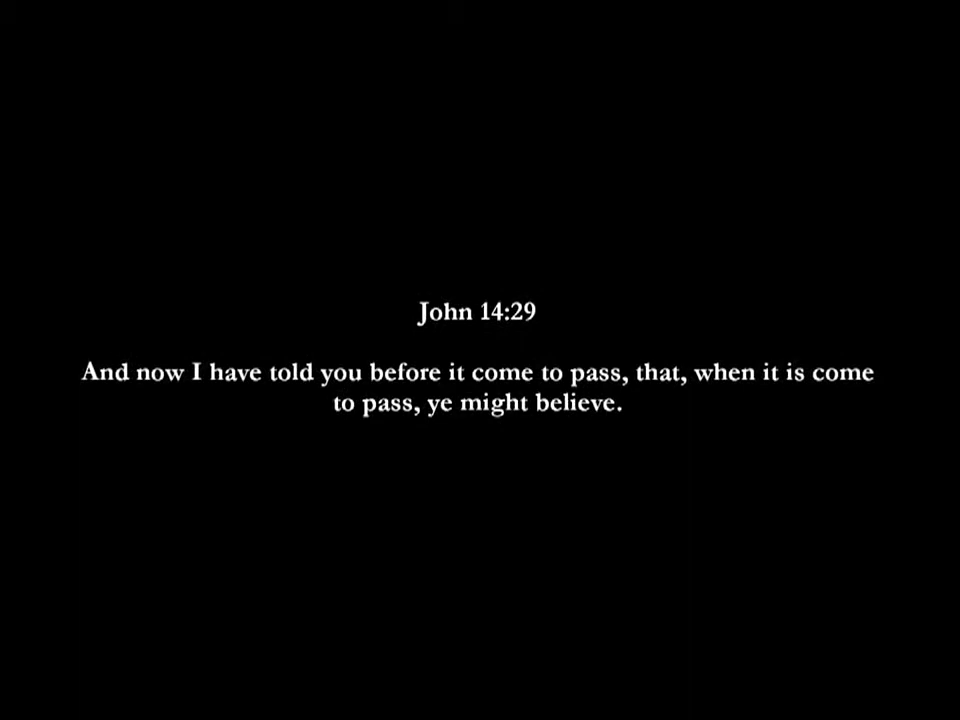 John 14:29
And now I have told you before it come to pass, that, when it is come
to pass, ye might believe.